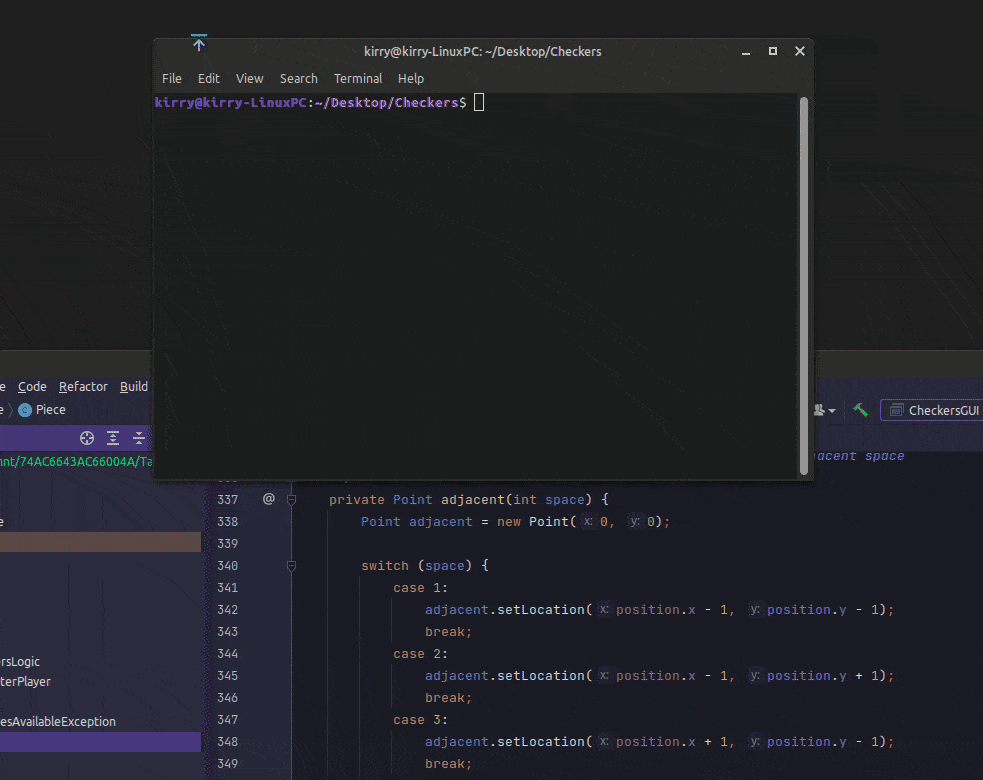 kirry@kirry-LinuxPC: ~/Desktop/Checkers
File Edit View Search Terminal Help
kirry@kirry-LinuxPC:~/Desktop/Checkers$
e Code Refactor Build
e Piece
CheckersGUI
nt/74AC6643AC66004A/Ta
acent space
337 @ private Point adjacent(int space) {
338 Point adjacent = new Point( x: 0, y: 0);
e
339
340 switch (space) {
341 case 1:
342 adjacent.setLocation( x: position.x - 1, y: position.y - 1);
343 break;
344 case 2:
rsLogic
345 adjacent.setLocation( x: position.x - 1, y: position.y + 1);
terPlayer
346 break;
347 case 3:
esAvailableException
348 adjacent.setLocation( x: position.x + 1, y: position.y - 1);
349 break;